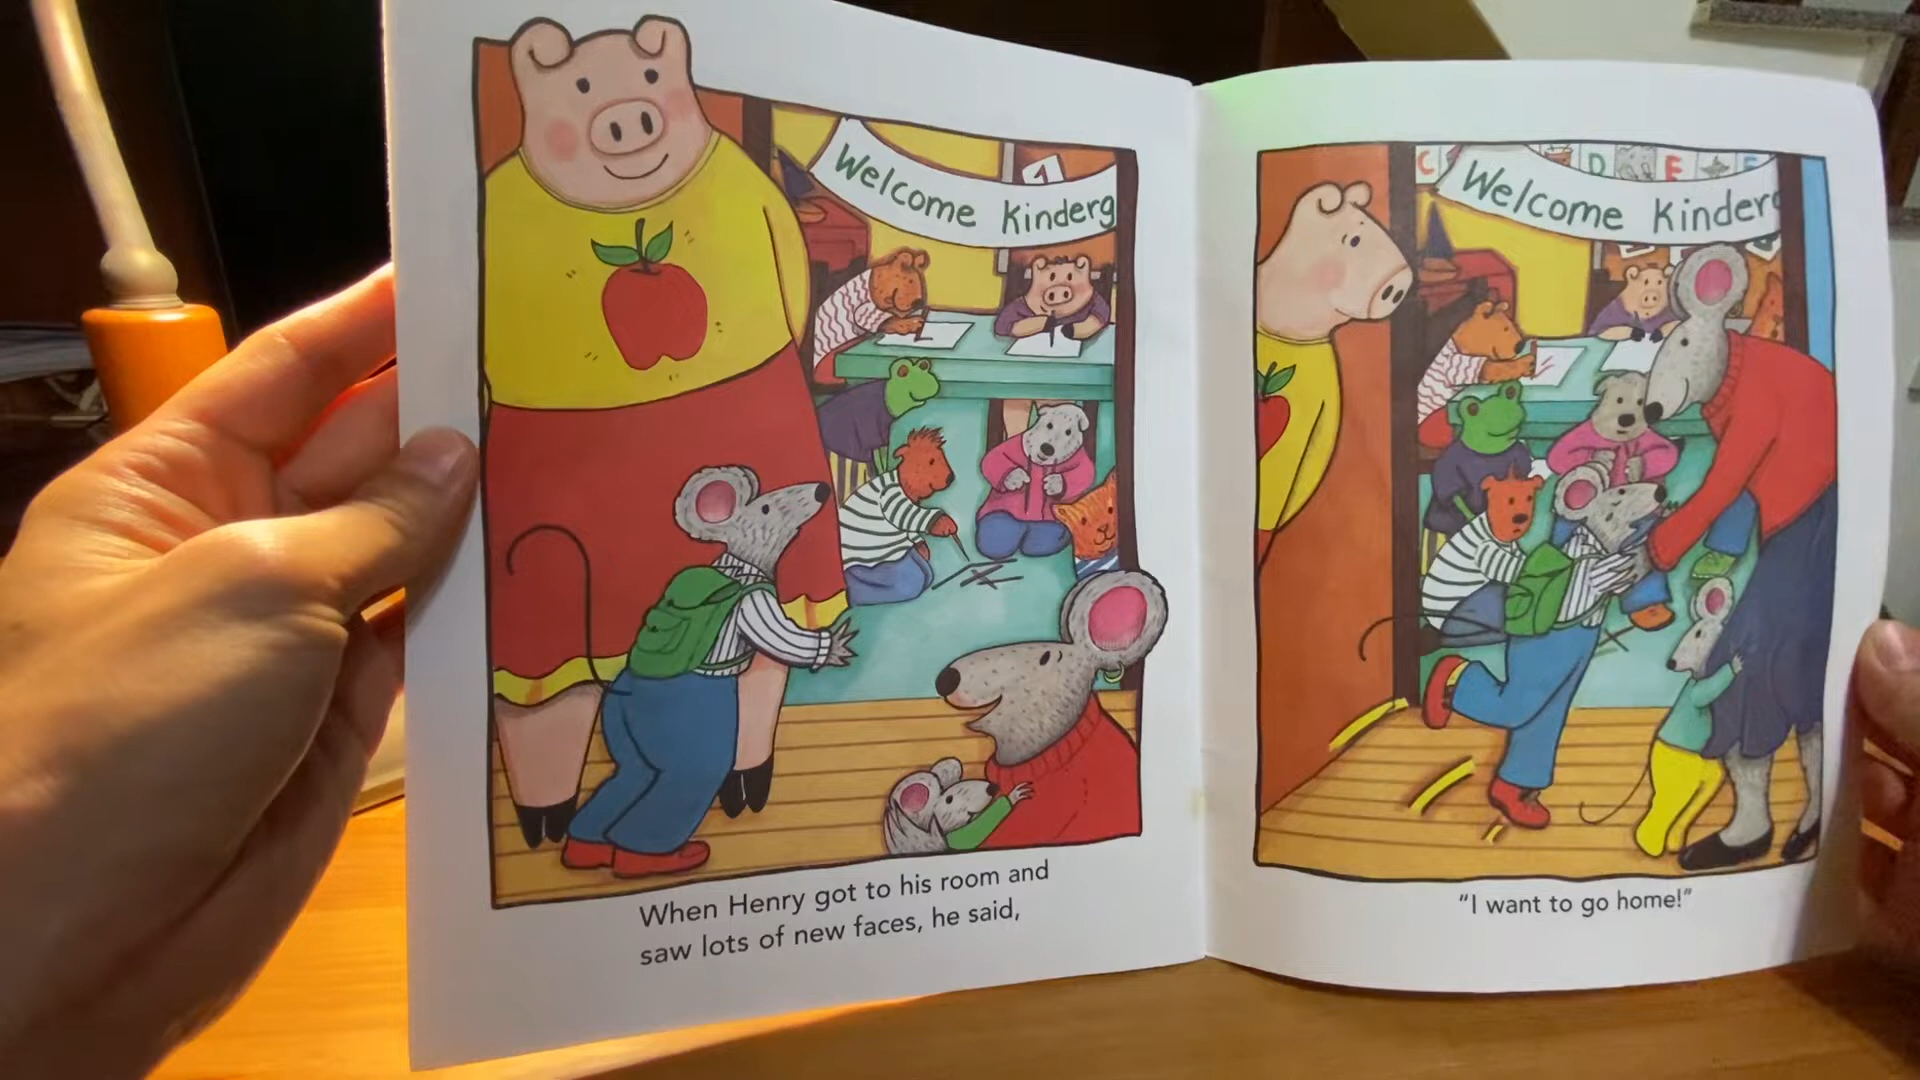 Welcome Kinderg
1
When Henry got to his room and
saw lots of new faces, he said,
C D E F
Welcome Kinderg
"I want to go home!"